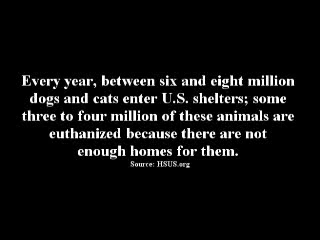 Every year, between six and eight million
dogs and cats enter U.S. shelters; some
three to four million of these animals are
euthanized because there are not
enough homes for them.
Source: HSUS.org